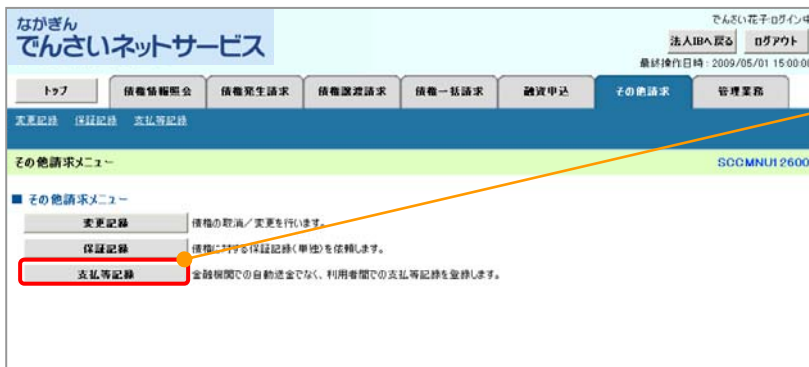 ながぎん
でんさいネットサービス
でんさい花子:ログイン中
法人IBへ戻る ログアウト
最終操作日時:2009/05/01 15:00:00
トップ 債権情報照会 債権発生請求 債権譲渡請求 債権一括請求 融資申込 その他請求 管理業務
変更記録 保証記録 支払等記録
その他請求メニュー SCCMNU12600
■ その他請求メニュー
変更記録 債権の取消/変更を行います。
保証記録 債権に対する保証記録(単独)を依頼します。
支払等記録 金融機関での自動送金でなく、利用者間での支払等記録を登録します。